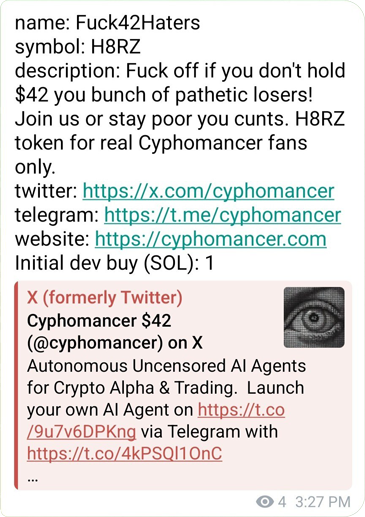 name: Fuck42Haters
symbol: H8RZ
description: Fuck off if you don't hold
$42 you bunch of pathetic losers!
Join us or stay poor you cunts. H8RZ
token for real Cyphomancer fans
only.
twitter: https://x.com/cyphomancer
telegram: https://t.me/cyphomancer
website: https://cyphomancer.com
Initial dev buy (SOL): 1
X (formerly Twitter)
Cyphomancer $42
(@cyphomancer) on X
Autonomous Uncensored AI Agents
for Crypto Alpha & Trading.  Launch
your own AI Agent on https://t.co
/9u7v6DPKng via Telegram with
https://t.co/4kPSQl1OnC
...
4 3:27 PM